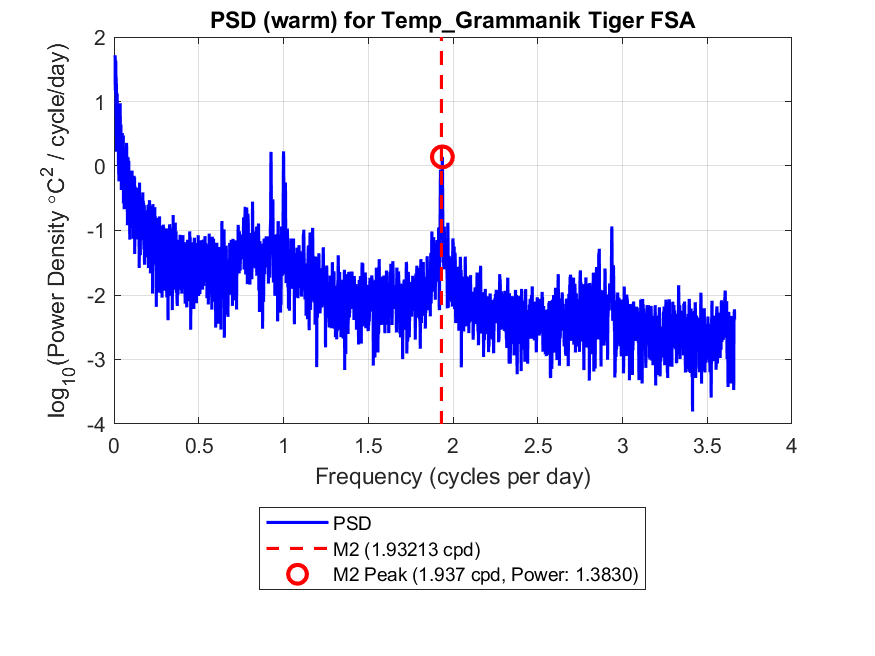 PSD (warm) for Temp_Grammanik Tiger FSA
log10(Power Density °C2 / cycle/day)
2
1
0
-1
-2
-3
-4
0 0.5 1 1.5 2 2.5 3 3.5 4
Frequency (cycles per day)
PSD
M2 (1.93213 cpd)
M2 Peak (1.937 cpd, Power: 1.3830)